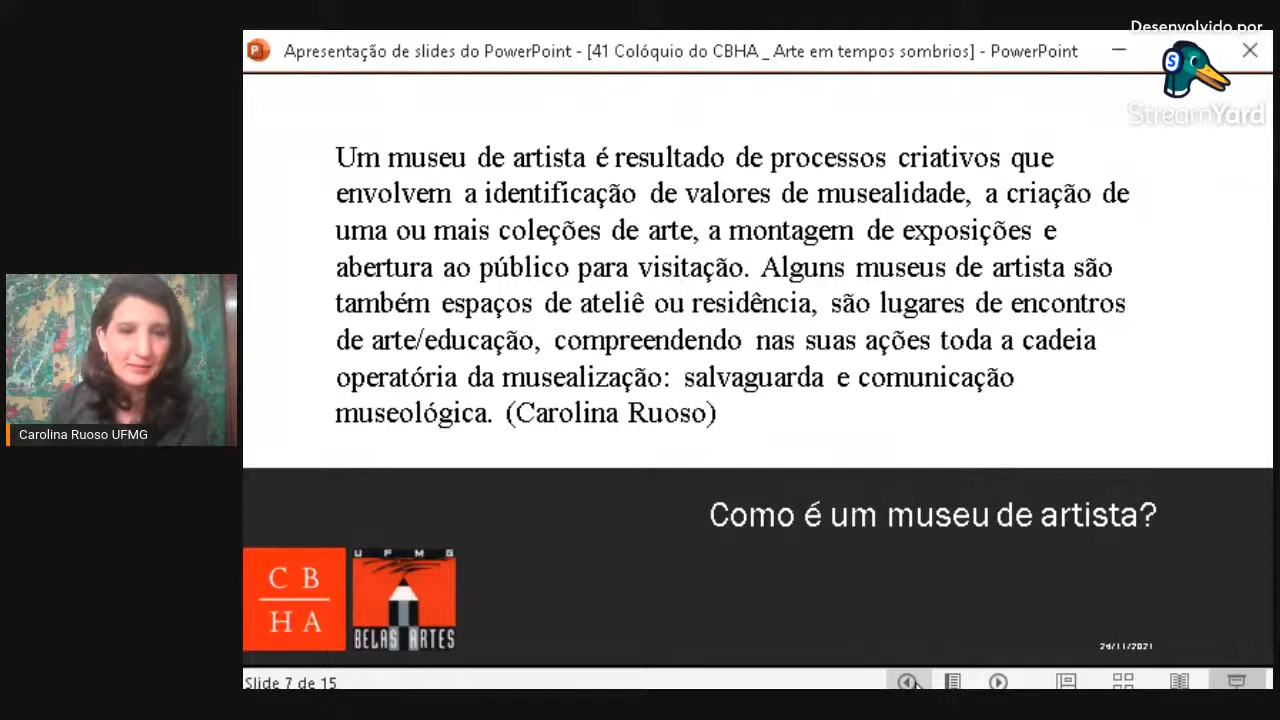 Desenvolvido por
Apresentação de slides do PowerPoint - [41 Colóquio do CBHA _ Arte em tempos sombrios] - PowerPoint
S
StreamYard
Um museu de artista é resultado de processos criativos que
envolvem a identificação de valores de musealidade, a criação de
uma ou mais coleções de arte, a montagem de exposições e
abertura ao público para visitação. Alguns museus de artista são
também espaços de ateliê ou residência, são lugares de encontros
de arte/educação, compreendendo nas suas ações toda a cadeia
operatória da musealização: salvaguarda e comunicação
museológica. (Carolina Ruoso)
Carolina Ruoso UFMG
Como é um museu de artista?
C B
H A
U F M G
BELAS ARTES
24/11/2021
Slide 7 de 15